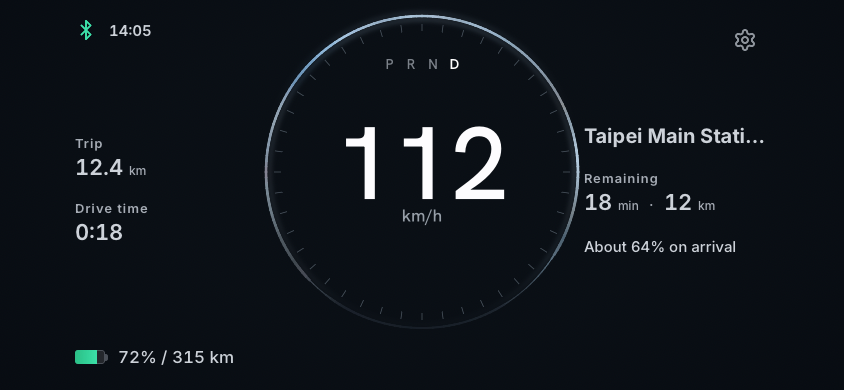 14:05
P R N D
Trip
12.4 km
Drive time
0:18
112
km/h
Taipei Main Stati...
Remaining
18 min · 12 km
About 64% on arrival
72% / 315 km